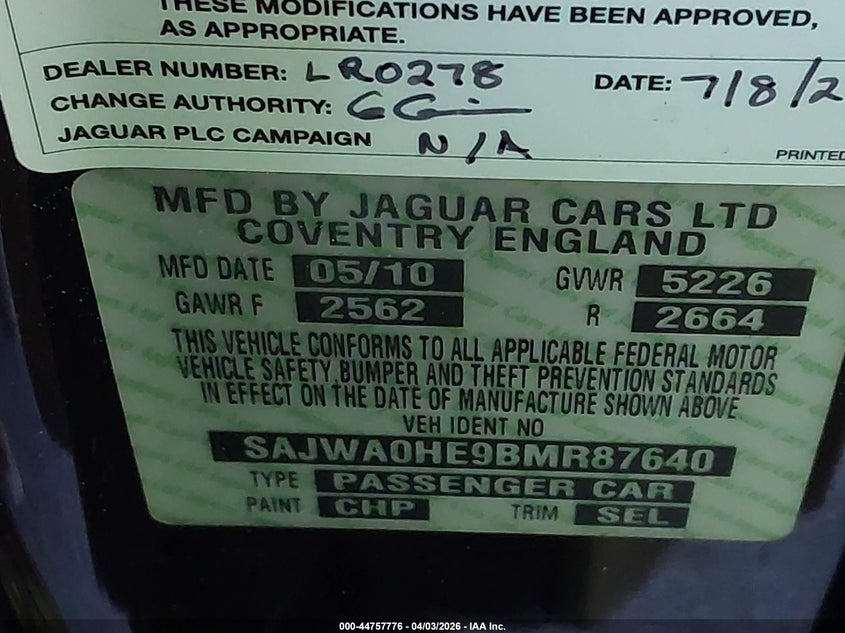 THESE MODIFICATIONS HAVE BEEN APPROVED,
AS APPROPRIATE.
DEALER NUMBER: LR0278 DATE: 7/8/2
CHANGE AUTHORITY:
JAGUAR PLC CAMPAIGN N/A
PRINTED
MFD BY JAGUAR CARS LTD
COVENTRY ENGLAND
MFD DATE 05/10 GVWR 5226
GAWR F 2562 R 2664
THIS VEHICLE CONFORMS TO ALL APPLICABLE FEDERAL MOTOR
VEHICLE SAFETY, BUMPER AND THEFT PREVENTION STANDARDS
IN EFFECT ON THE DATE OF MANUFACTURE SHOWN ABOVE
VEH IDENT NO
SAJWA0HE9BMR87640
TYPE PASSENGER CAR
PAINT CHP TRIM SEL
000-44757776 - 04/03/2026 - IAA Inc.